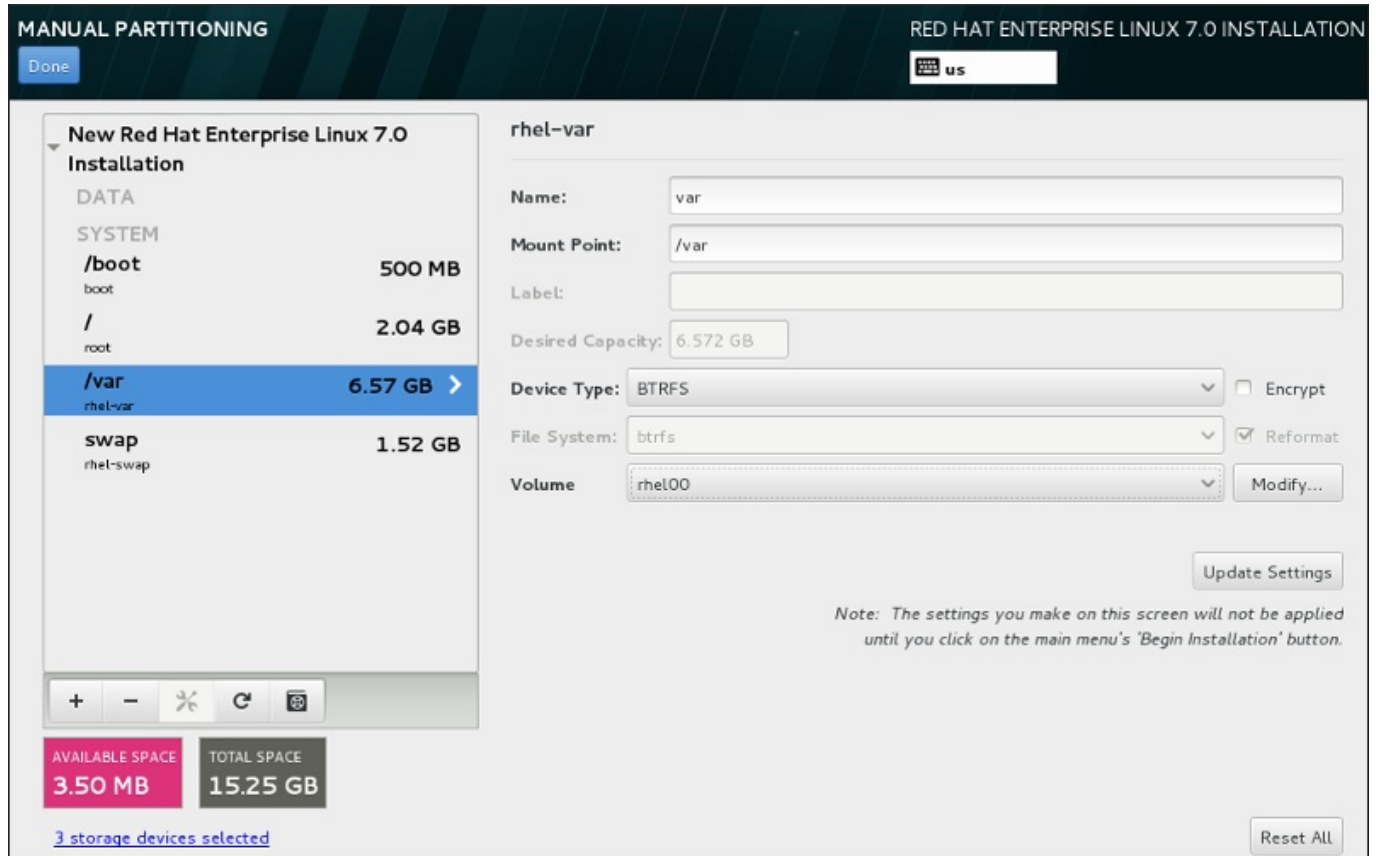 MANUAL PARTITIONING
RED HAT ENTERPRISE LINUX 7.0 INSTALLATION
Done
us
New Red Hat Enterprise Linux 7.0
Installation
DATA
SYSTEM
/boot
500 MB
boot
/
2.04 GB
root
/var
6.57 GB
rhel-var
swap
1.52 GB
rhel-swap
AVAILABLE SPACE
3.50 MB
TOTAL SPACE
15.25 GB
3 storage devices selected
rhel-var
Name:
var
Mount Point:
/var
Label:
Desired Capacity:
6.572 GB
Device Type:
BTRFS
Encrypt
File System:
btrfs
Reformat
Volume
rhel00
Modify...
Update Settings
Note: The settings you make on this screen will not be applied
until you click on the main menu's 'Begin Installation' button.
Reset All